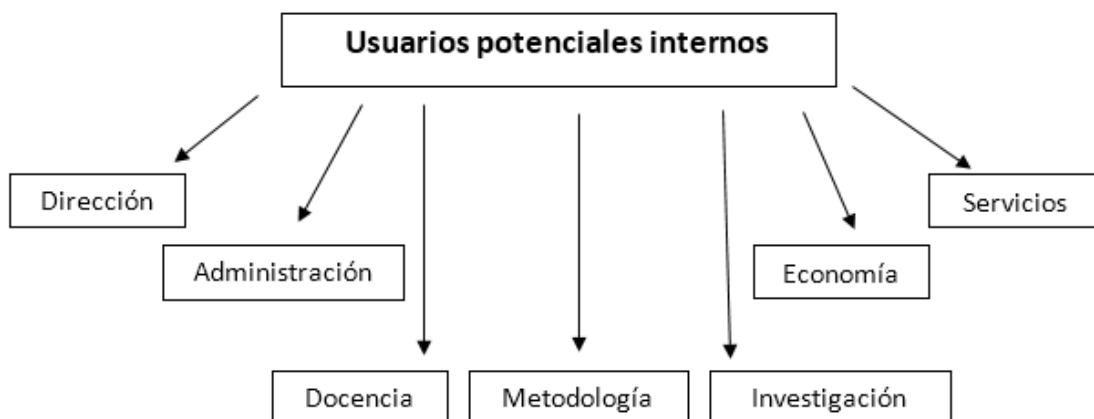 Usuarios potenciales internos
Dirección
Servicios
Administración
Economía
Docencia
Metodología
Investigación